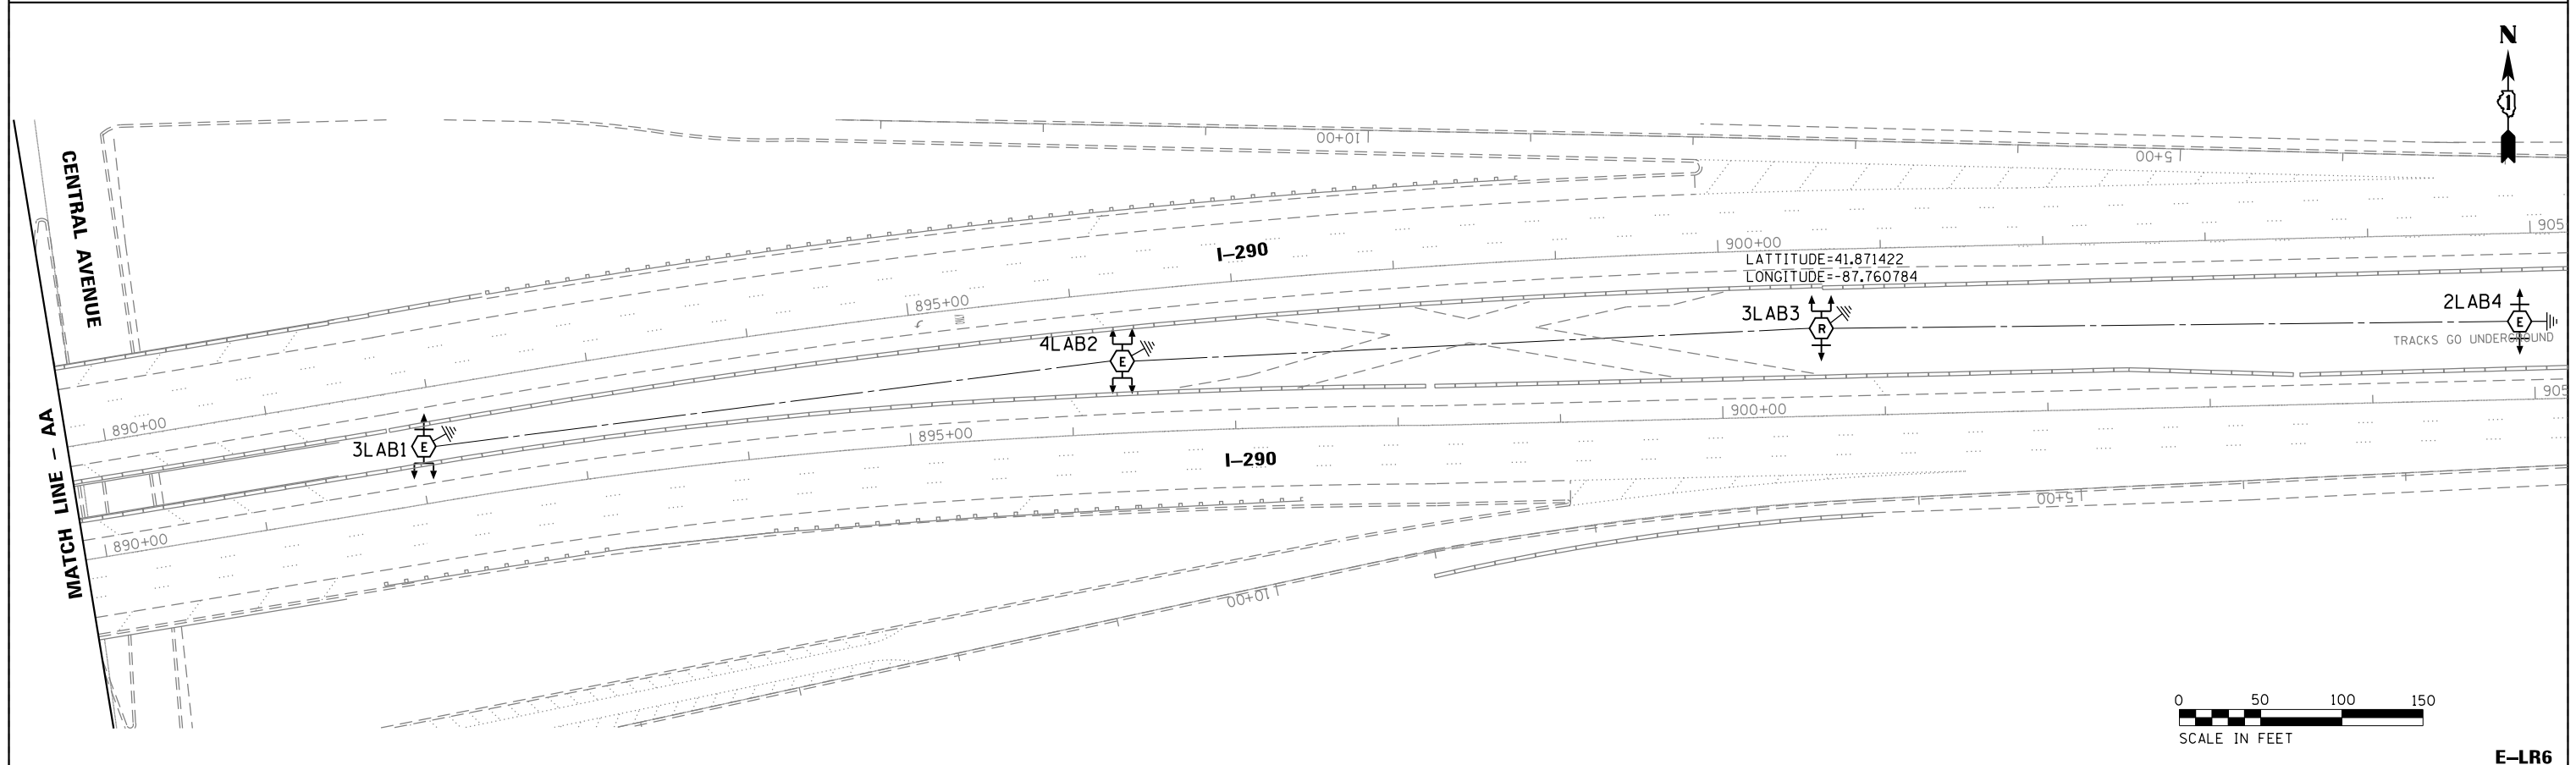 N
CENTRAL AVENUE
10+00
5+00
I-290
900+00
905
LATTITUDE=41.871422
LONGITUDE=-87.760784
895+00
3LAB3
R
2LAB4
E
TRACKS GO UNDERGROUND
4LAB2
E
890+00
3LAB1
E
900+00
905
895+00
I-290
MATCH LINE - AA
890+00
5+00
10+00
0 50 100 150
SCALE IN FEET
E-LR6